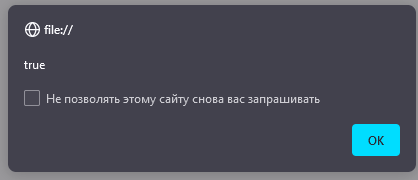 file://
true
Не позволять этому сайту снова вас запрашивать
OK